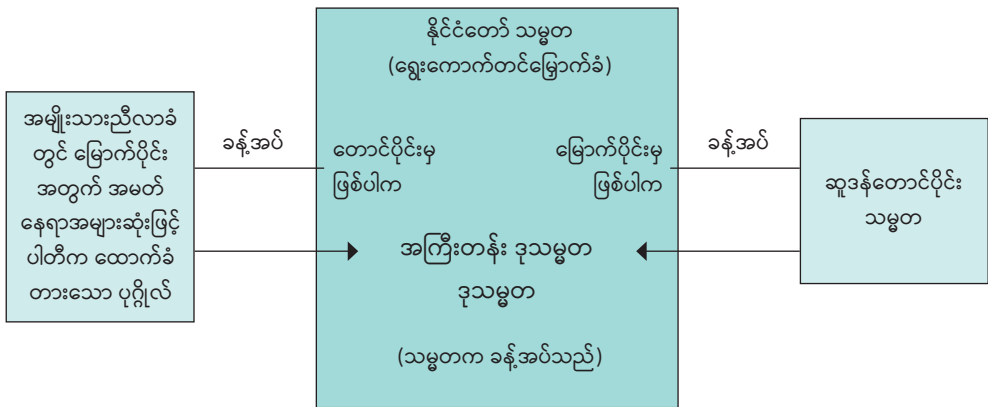 နိုင်ငံတော် သမ္မတ
(ရွေးကောက်တင်မြှောက်ခံ)
အမျိုးသားညီလာခံ
တွင် မြောက်ပိုင်း
အတွက် အမတ်
နေရာအများဆုံးဖြင့်
ပါတီက ထောက်ခံ
တားသော ပုဂ္ဂိုလ်
ခန့်အပ်
တောင်ပိုင်းမှ
ဖြစ်ပါက
မြောက်ပိုင်းမှ
ဖြစ်ပါက
ခန့်အပ်
ဆူဒန်တောင်ပိုင်း
သမ္မတ
အကြီးတန်း ဒုသမ္မတ
ဒုသမ္မတ
(သမ္မတက ခန့်အပ်သည်)